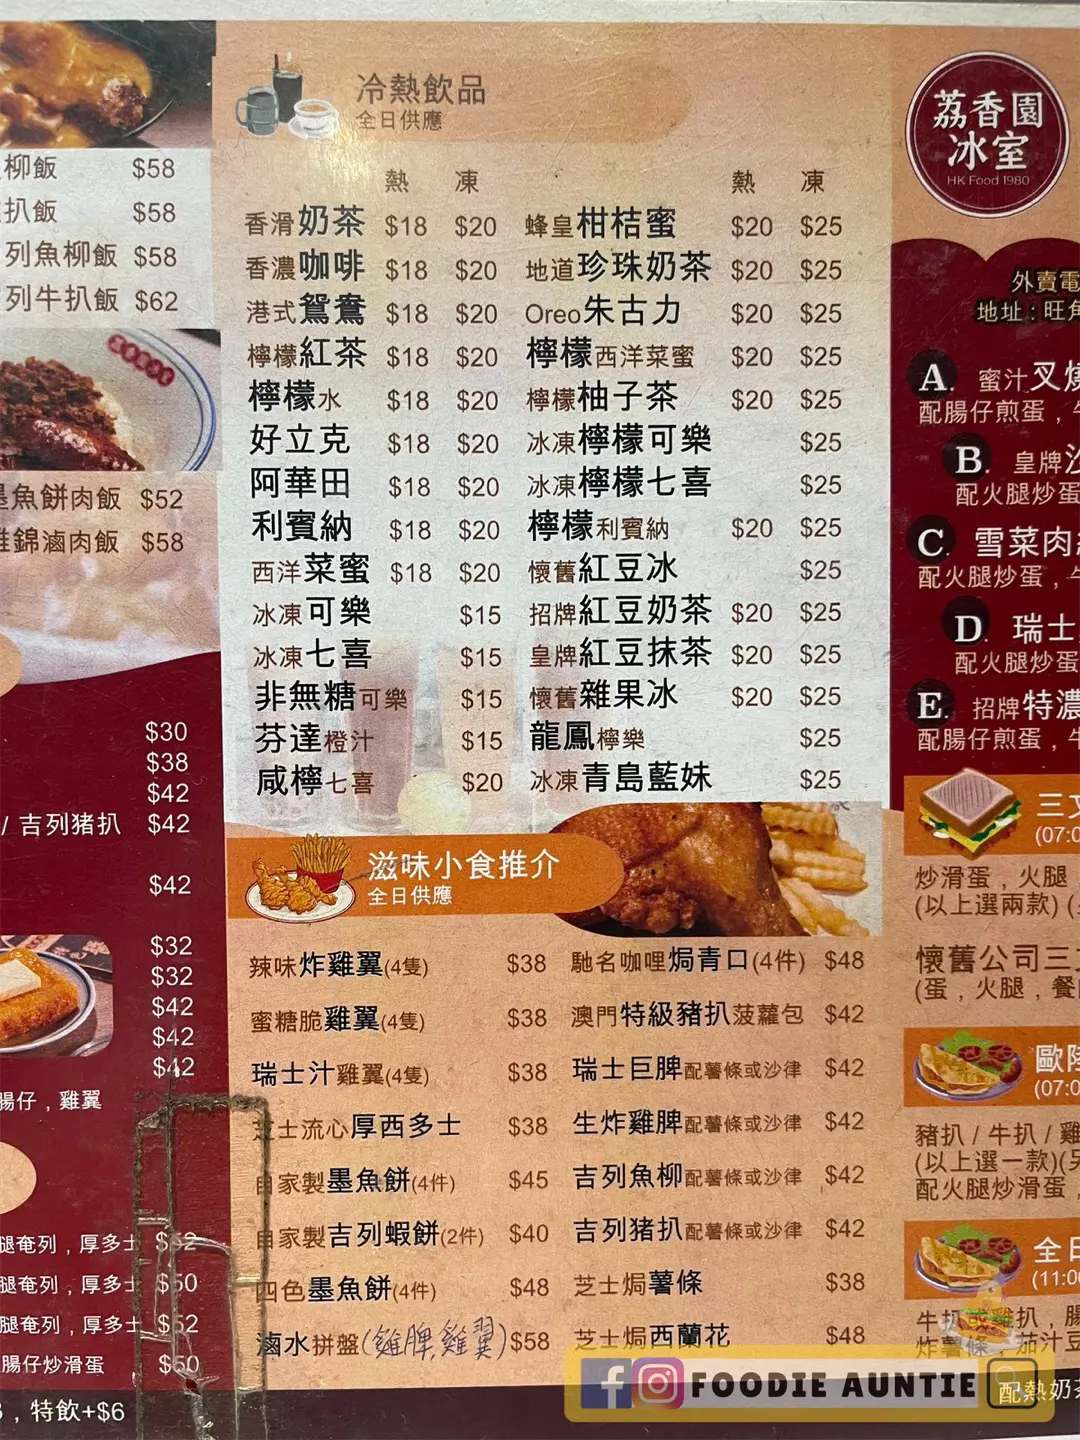 柳飯 $58
扒飯 $58
列魚柳飯 $58
列牛扒飯 $62
魚餅肉飯 $52
錦滷肉飯 $58
$30
$38
$42
/ 吉列猪扒 $42
$42
$32
$32
$42
$42
$42
腸仔，雞翼
腿奄列，厚多士
腿奄列，厚多士 $50
腿奄列，厚多士 $52
腸仔炒滑蛋 $50
，特飲+$6
冷熱飲品
全日供應
熱 凍
香滑奶茶 $18 $20
香濃咖啡 $18 $20
港式鴛鴦 $18 $20
檸檬紅茶 $18 $20
檸檬水 $18 $20
好立克 $18 $20
阿華田 $18 $20
利賓納 $18 $20
西洋菜蜜 $18 $20
冰凍可樂 $15
冰凍七喜 $15
非無糖可樂 $15
芬達橙汁 $15
咸檸七喜 $20
熱 凍
蜂皇柑桔蜜 $20 $25
地道珍珠奶茶 $20 $25
Oreo朱古力 $20 $25
檸檬西洋菜蜜 $20 $25
檸檬柚子茶 $20 $25
冰凍檸檬可樂 $25
冰凍檸檬七喜 $25
檸檬利賓納 $20 $25
懷舊紅豆冰 $25
招牌紅豆奶茶 $20 $25
皇牌紅豆抹茶 $20 $25
懷舊雜果冰 $20 $25
龍鳳檸樂 $25
冰凍青島藍妹 $25
滋味小食推介
全日供應
辣味炸雞翼(4隻) $38
蜜糖脆雞翼(4隻) $38
瑞士汁雞翼(4隻) $38
芝士流心厚西多士 $38
自家製墨魚餅(4件) $45
自家製吉列蝦餅(2件) $40
四色墨魚餅(4件) $48
滷水拼盤(雞脾,雞翼) $58
馳名咖哩焗青口(4件) $48
澳門特級豬扒菠蘿包 $42
瑞士巨脾配薯條或沙律 $42
生炸雞脾配薯條或沙律 $42
吉列魚柳配薯條或沙律 $42
吉列猪扒配薯條或沙律 $42
芝士焗薯條 $38
芝士焗西蘭花 $48
荔香園
冰室
HK Food 1980
外賣電
地址：旺角
A. 蜜汁叉燒
配腸仔煎蛋，
B. 皇牌沙
配火腿炒蛋
C. 雪菜肉
配火腿炒蛋，
D. 瑞士
配火腿炒蛋
E. 招牌特濃
配腸仔煎蛋，
三文
(07:0
炒滑蛋，火腿
(以上選兩款)
懷舊公司三
(蛋，火腿，餐
歐陸
(07:0
豬扒 / 牛扒 / 雞
(以上選一款)
配火腿炒滑蛋，
全日
(11:0
牛扒或雞扒，腸
炸薯條，茄汁豆
配熱奶茶
FOODIE AUNTIE